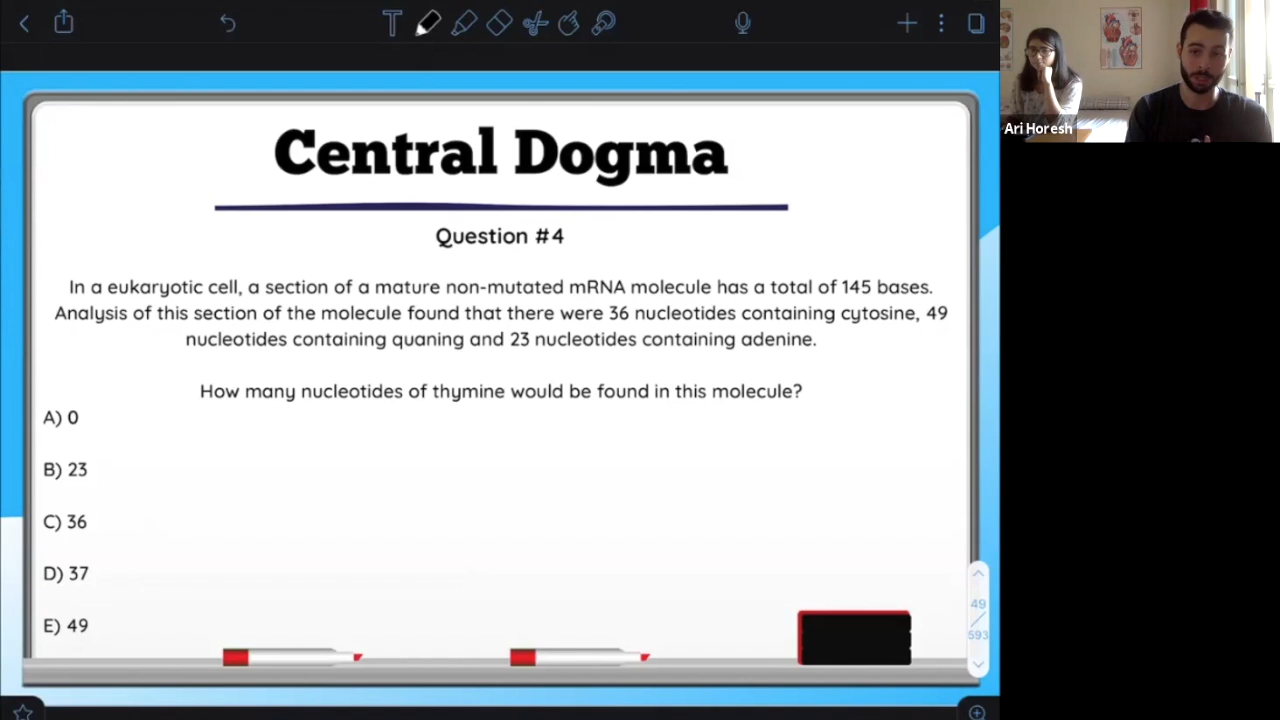 Ari Horesh
Central Dogma
Question #4
In a eukaryotic cell, a section of a mature non-mutated mRNA molecule has a total of 145 bases.
Analysis of this section of the molecule found that there were 36 nucleotides containing cytosine, 49
nucleotides containing quaning and 23 nucleotides containing adenine.
How many nucleotides of thymine would be found in this molecule?
A) 0
B) 23
C) 36
D) 37
E) 49
49
/
593